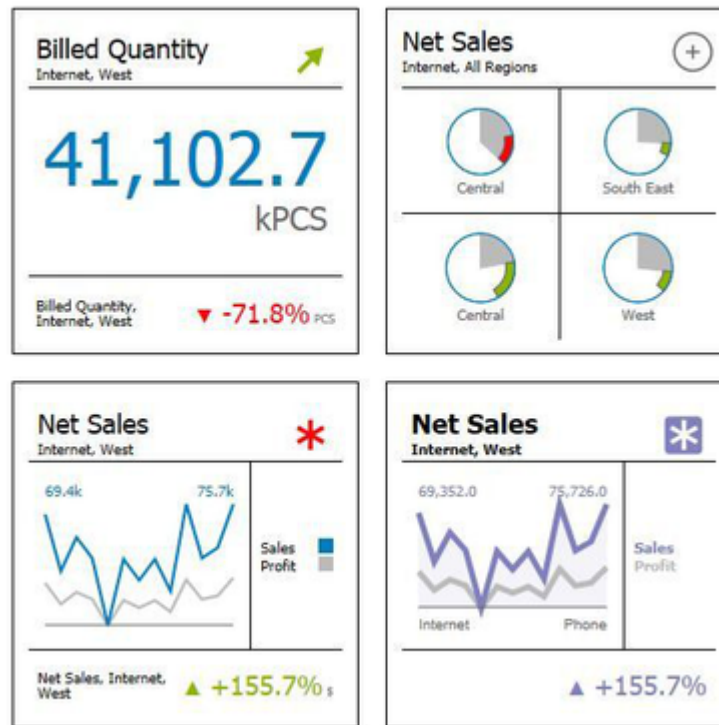 Billed Quantity
Internet, West
41,102.7
kPCS
Billed Quantity,
Internet, West
▼ -71.8% PCS
Net Sales
Internet, All Regions
Central
South East
Central
West
Net Sales
Internet, West
69.4k 75.7k
Sales
Profit
Net Sales, Internet,
West
▲ +155.7% $
Net Sales
Internet, West
69,352.0 75,726.0
Sales
Profit
Internet Phone
▲ +155.7%